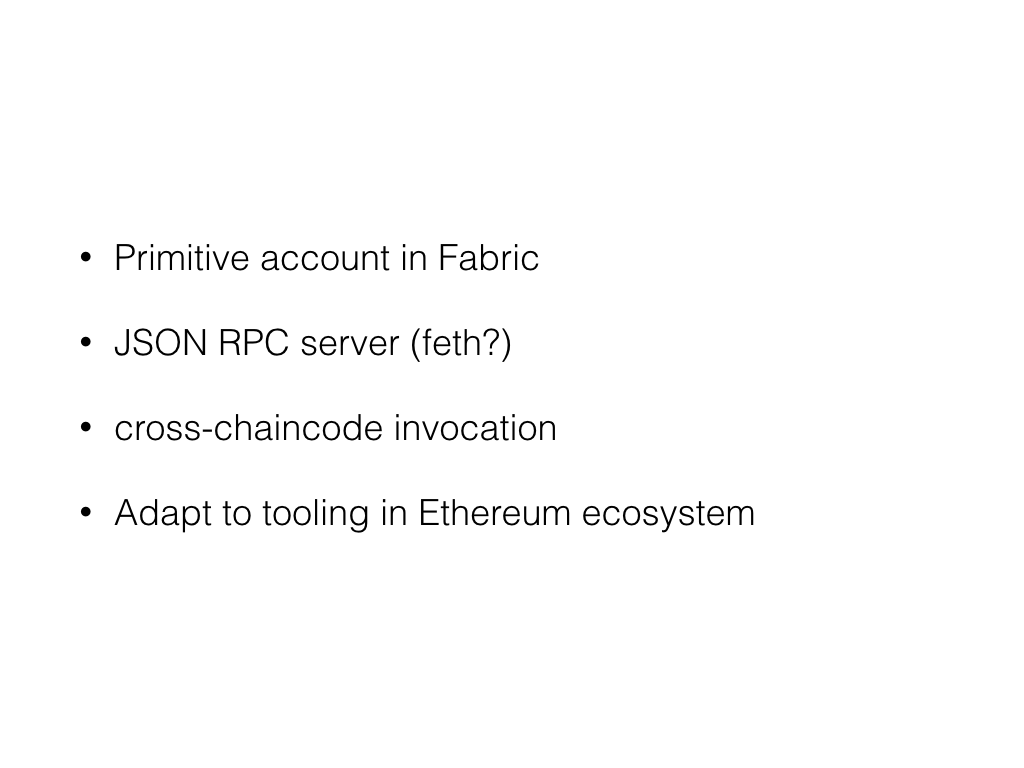 • Primitive account in Fabric
• JSON RPC server (feth?)
• cross-chaincode invocation
• Adapt to tooling in Ethereum ecosystem